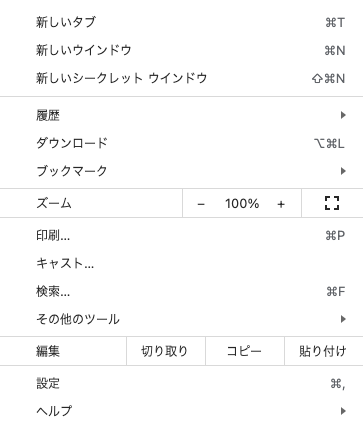 新しいタブ ⌘T
新しいウインドウ ⌘N
新しいシークレット ウインドウ ⇧⌘N
履歴
ダウンロード ⌥⌘L
ブックマーク
ズーム − 100% +
印刷... ⌘P
キャスト...
検索... ⌘F
その他のツール
編集 切り取り コピー 貼り付け
設定 ⌘,
ヘルプ